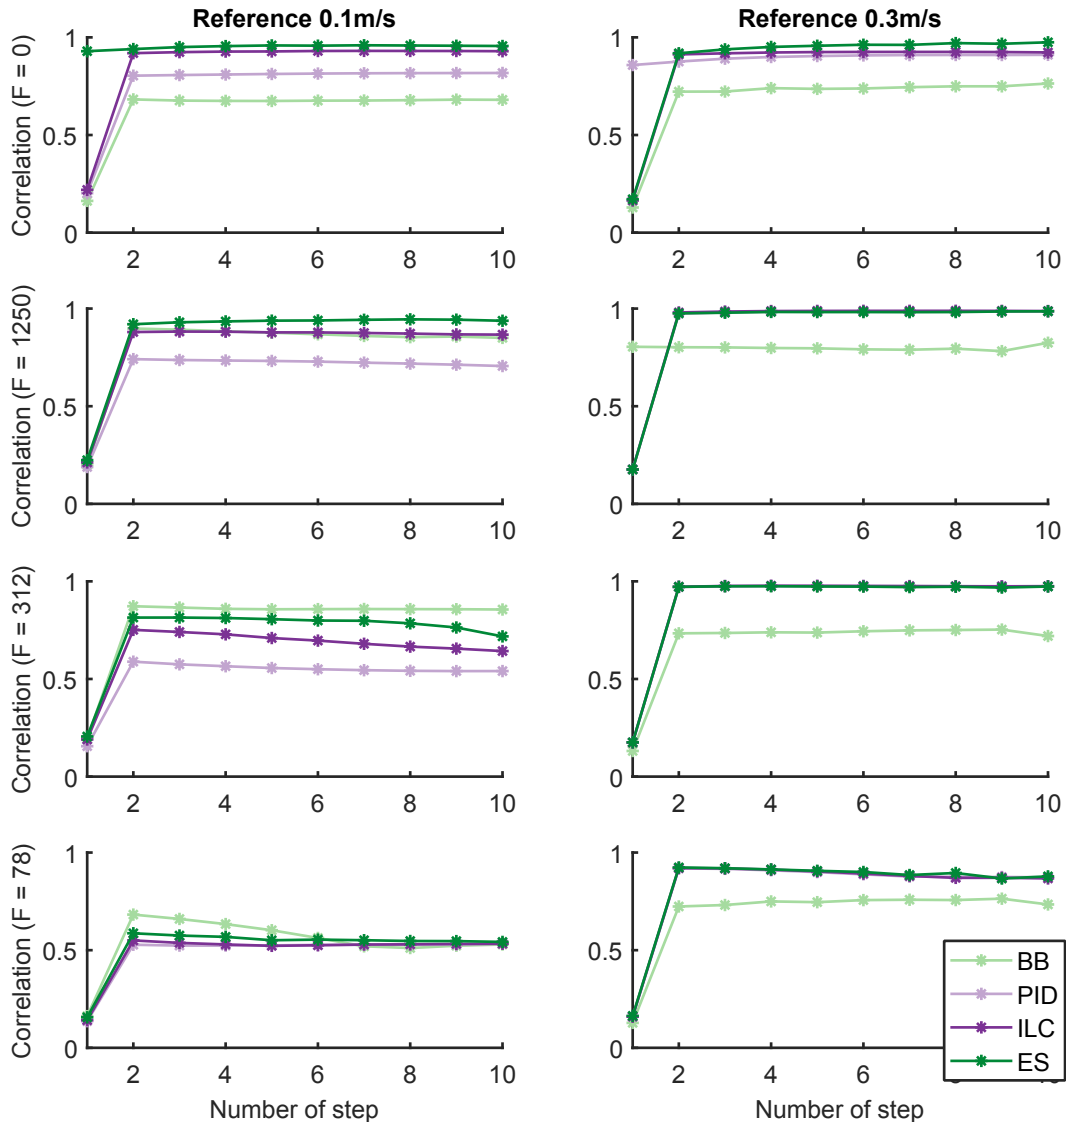 Reference 0.1m/s
Reference 0.3m/s
Correlation (F = 0)
1
0.5
0
2 4 6 8 10
1
0.5
0
2 4 6 8 10
Correlation (F = 1250)
1
0.5
0
2 4 6 8 10
1
0.5
0
2 4 6 8 10
Correlation (F = 312)
1
0.5
0
2 4 6 8 10
1
0.5
0
2 4 6 8 10
Correlation (F = 78)
1
0.5
0
2 4 6 8 10
Number of step
1
0.5
0
2 4 6
Number of step
BB
PID
ILC
ES